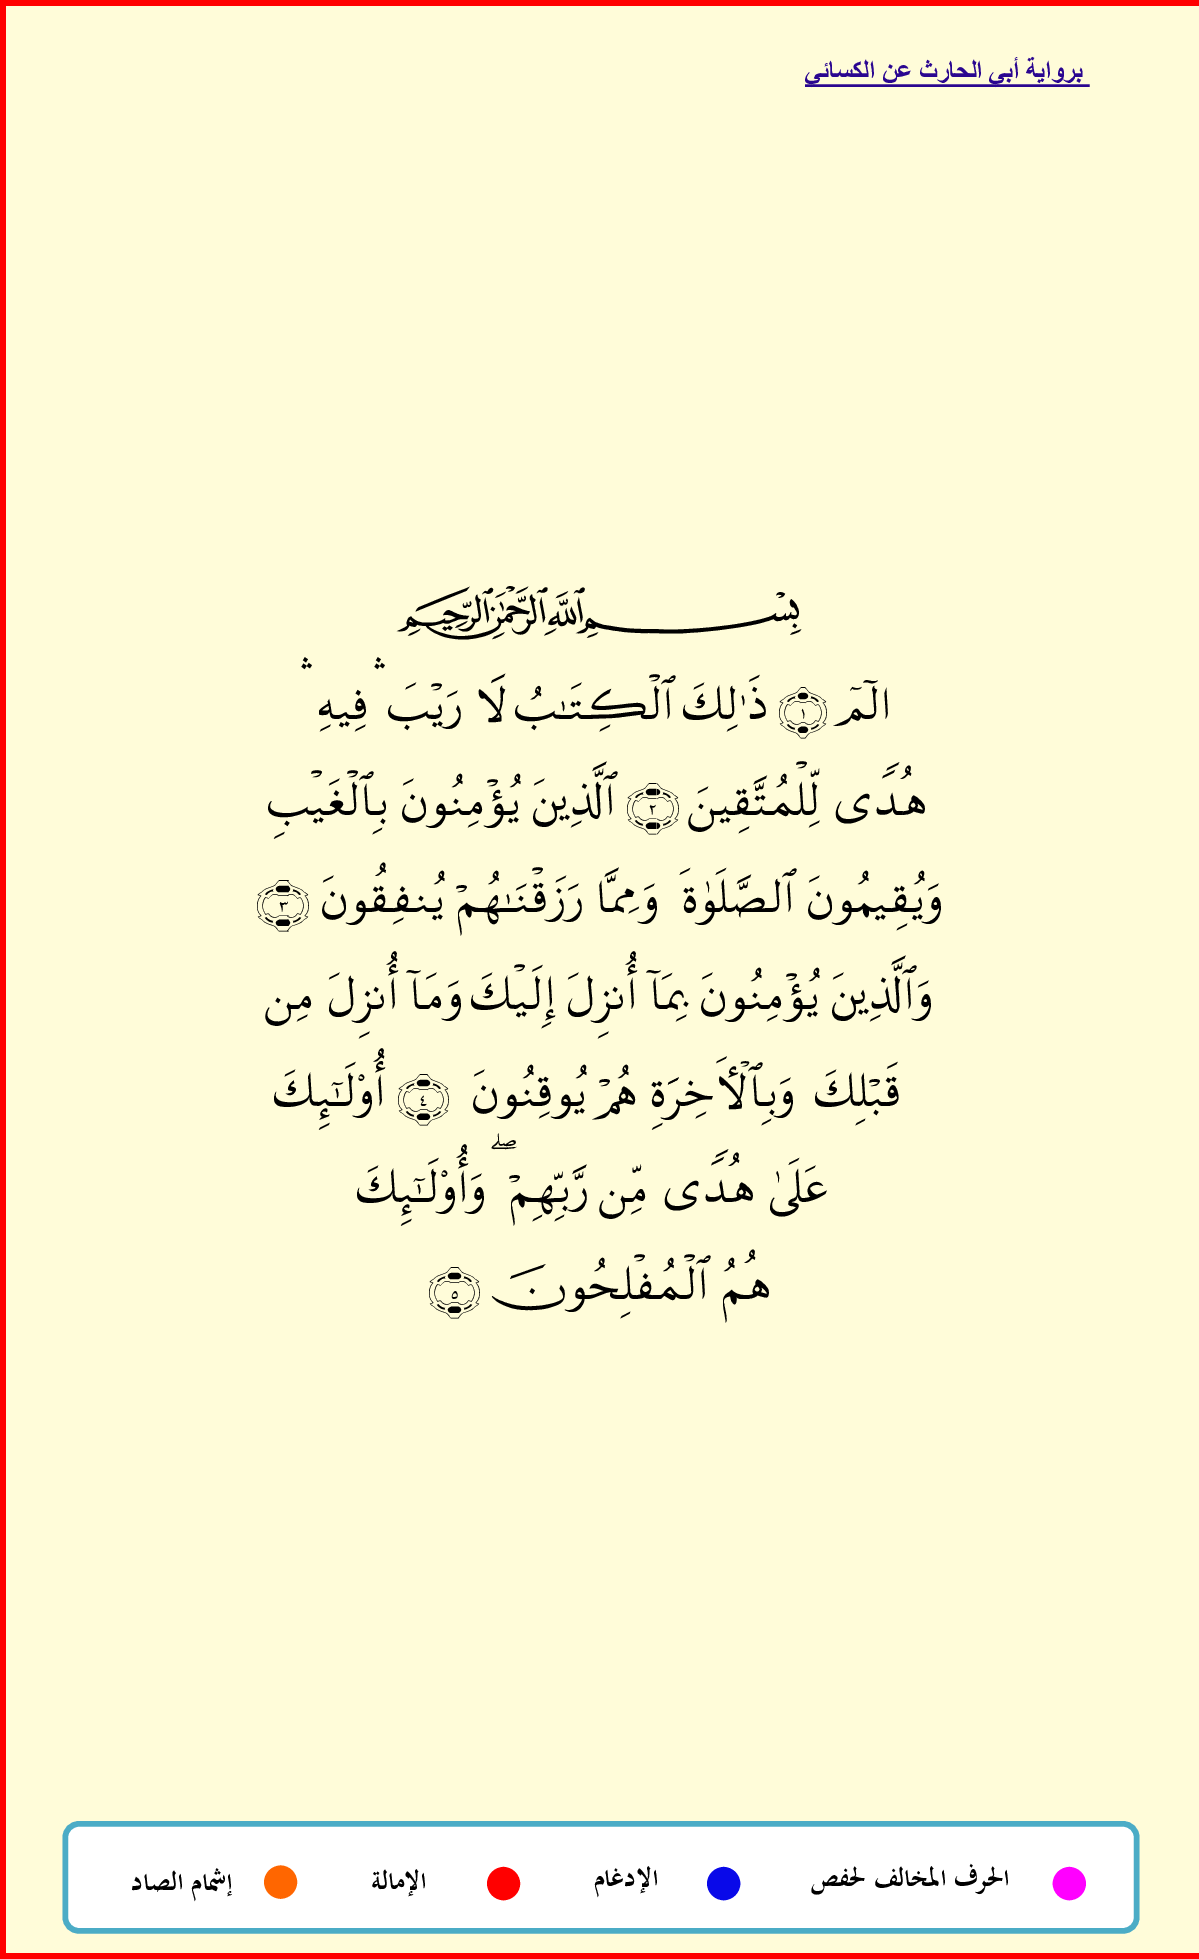 برواية أبي الحارث عن الكسائي
بِسْمِ ٱللَّهِ ٱلرَّحْمَٰنِ ٱلرَّحِيمِ
الٓمٓ ١ ذَٰلِكَ ٱلْكِتَـٰبُ لَا رَيْبَ ۛ فِيهِ ۛ
هُدًى لِّلْمُتَّقِينَ ٢ ٱلَّذِينَ يُؤْمِنُونَ بِٱلْغَيْبِ
وَيُقِيمُونَ ٱلصَّلَوٰةَ وَمِمَّا رَزَقْنَـٰهُمْ يُنفِقُونَ ٣
وَٱلَّذِينَ يُؤْمِنُونَ بِمَآ أُنزِلَ إِلَيْكَ وَمَآ أُنزِلَ مِن
قَبْلِكَ وَبِٱلْأَخِرَةِ هُمْ يُوقِنُونَ ٤ أُوْلَـٰٓئِكَ
عَلَىٰ هُدًى مِّن رَّبِّهِمْ ۖ وَأُوْلَـٰٓئِكَ
هُمُ ٱلْمُفْلِحُونَ ٥
الحرف المخالف لحفص الإدغام الإمالة إشمام الصاد